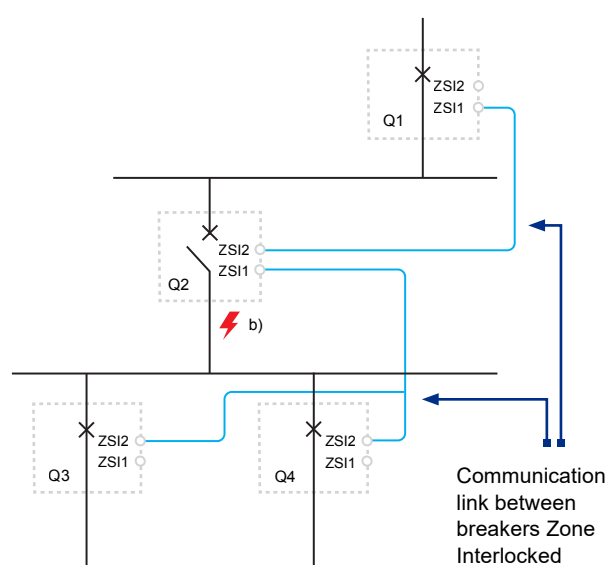 ZSI2
ZSI1
Q1
ZSI2
ZSI1
Q2
b)
ZSI2
ZSI1
Q3
ZSI2
ZSI1
Q4
Communication
link between
breakers Zone
Interlocked